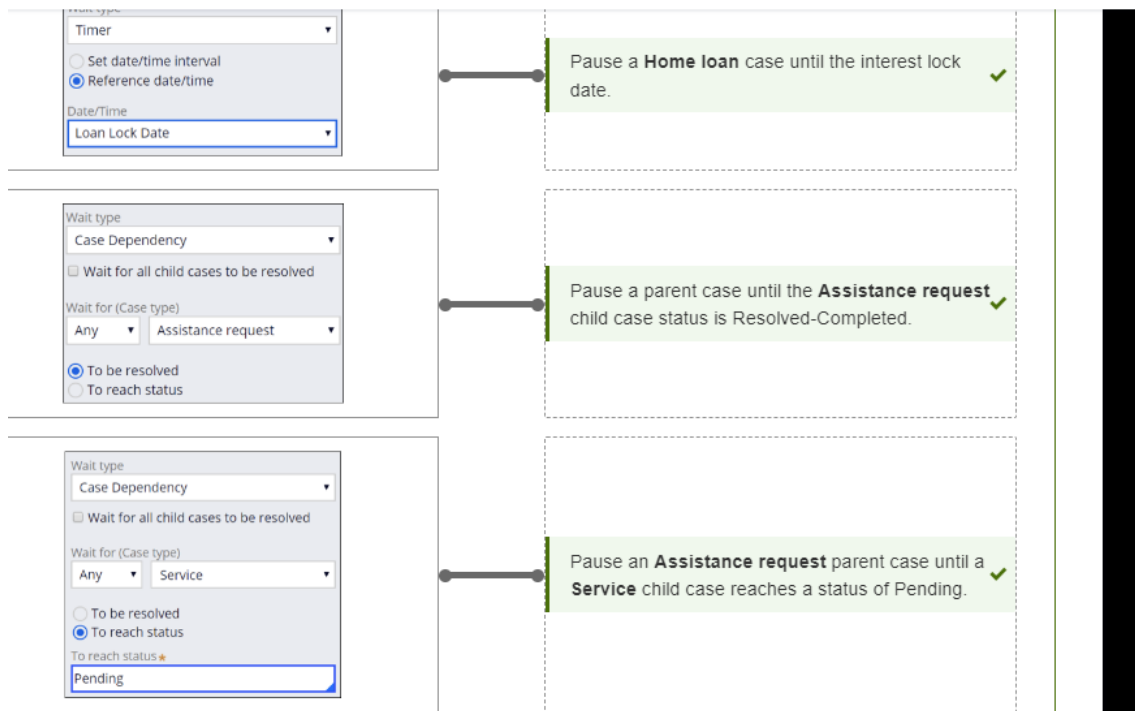 Wait type
Timer
Set date/time interval
Reference date/time
Date/Time
Loan Lock Date
Pause a Home loan case until the interest lock
date.
Wait type
Case Dependency
Wait for all child cases to be resolved
Wait for (Case type)
Any Assistance request
To be resolved
To reach status
Pause a parent case until the Assistance request
child case status is Resolved-Completed.
Wait type
Case Dependency
Wait for all child cases to be resolved
Wait for (Case type)
Any Service
To be resolved
To reach status
To reach status★
Pending
Pause an Assistance request parent case until a
Service child case reaches a status of Pending.